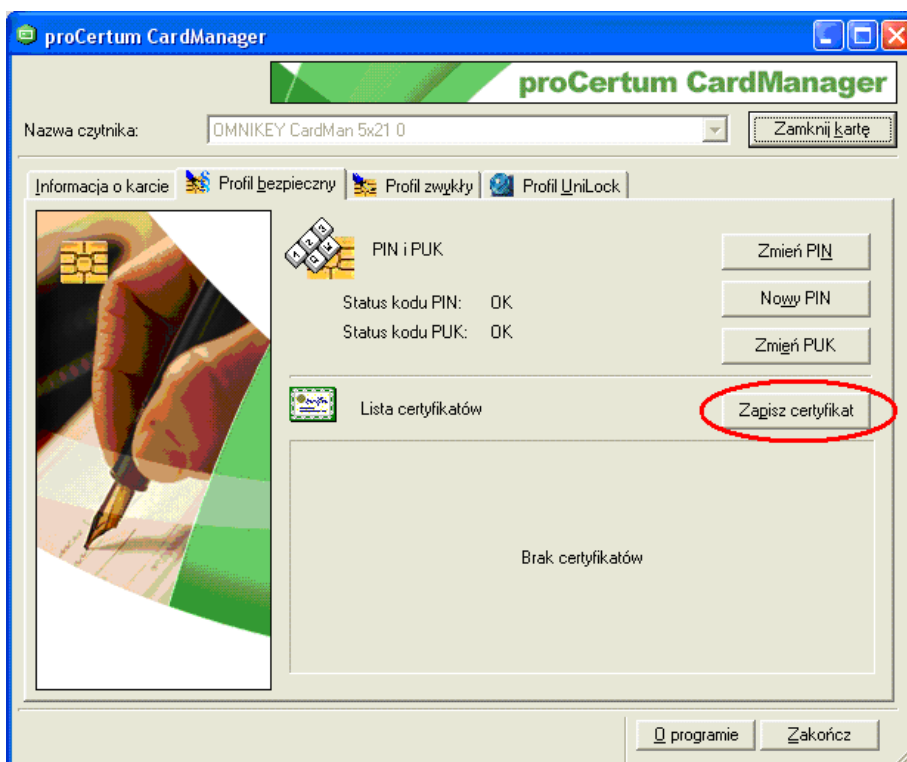 proCertum CardManager
proCertum CardManager
Nazwa czytnika: OMNIKEY CardMan 5x21 0 Zamknij kartę
Informacja o karcie Profil bezpieczny Profil zwykły Profil UniLock
PIN i PUK Zmień PIN
Status kodu PIN: OK Nowy PIN
Status kodu PUK: OK Zmień PUK
Lista certyfikatów Zapisz certyfikat
Brak certyfikatów
O programie Zakończ